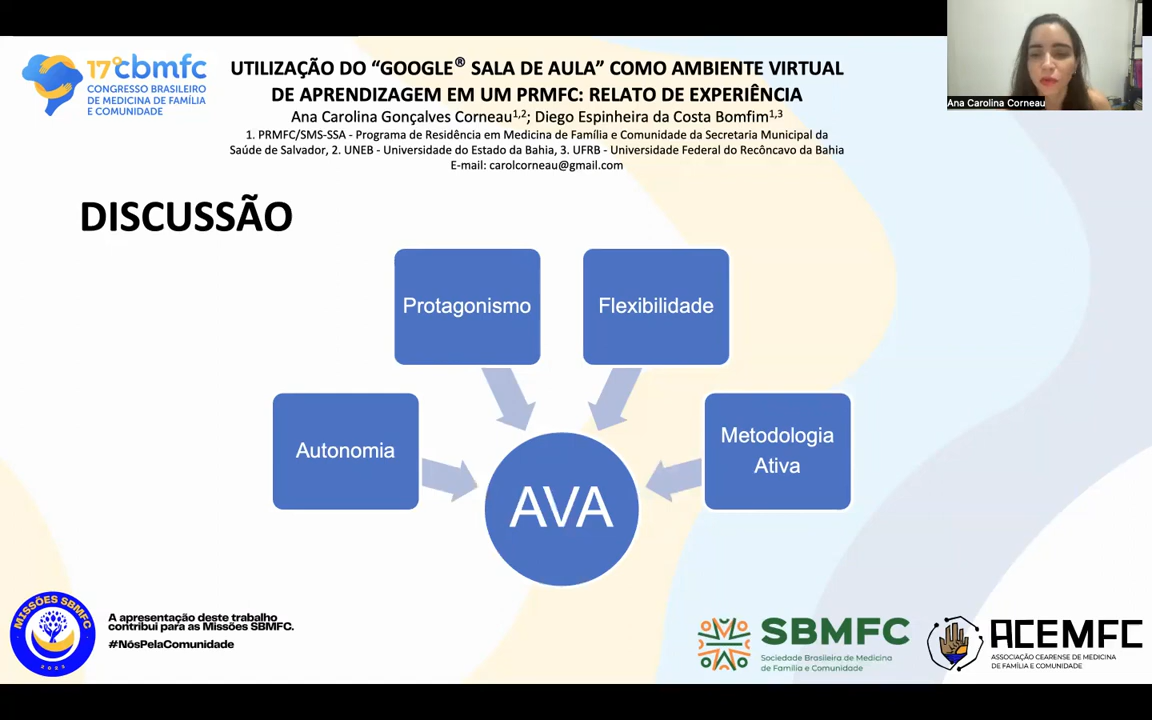 17º cbmfc
CONGRESSO BRASILEIRO
DE MEDICINA DE FAMÍLIA
E COMUNIDADE
UTILIZAÇÃO DO “GOOGLE® SALA DE AULA” COMO AMBIENTE VIRTUAL
DE APRENDIZAGEM EM UM PRMFC: RELATO DE EXPERIÊNCIA
Ana Carolina Gonçalves Corneau1,2; Diego Espinheira da Costa Bomfim1,3
1. PRMFC/SMS-SSA - Programa de Residência em Medicina de Família e Comunidade da Secretaria Municipal da
Saúde de Salvador, 2. UNEB - Universidade do Estado da Bahia, 3. UFRB - Universidade Federal do Recôncavo da Bahia
E-mail: carolcorneau@gmail.com
Ana Carolina Corneau
DISCUSSÃO
Protagonismo
Flexibilidade
Autonomia
Metodologia
Ativa
AVA
MISSÕES SBMFC
2023
A apresentação deste trabalho
contribui para as Missões SBMFC.
#NósPelaComunidade
SBMFC
Sociedade Brasileira de Medicina
de Família e Comunidade
ACEMFC
ASSOCIAÇÃO CEARENSE DE MEDICINA
DE FAMÍLIA E COMUNIDADE